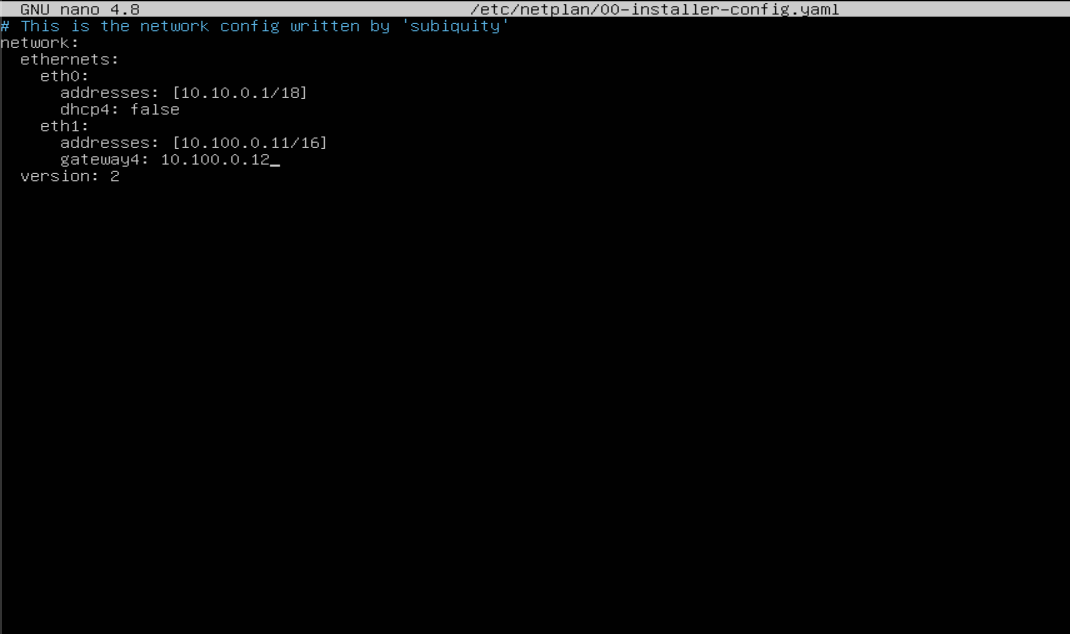 GNU nano 4.8 /etc/netplan/00-installer-config.yaml
# This is the network config written by 'subiquity'
network:
  ethernets:
    eth0:
      addresses: [10.10.0.1/18]
      dhcp4: false
    eth1:
      addresses: [10.100.0.11/16]
      gateway4: 10.100.0.12_
  version: 2